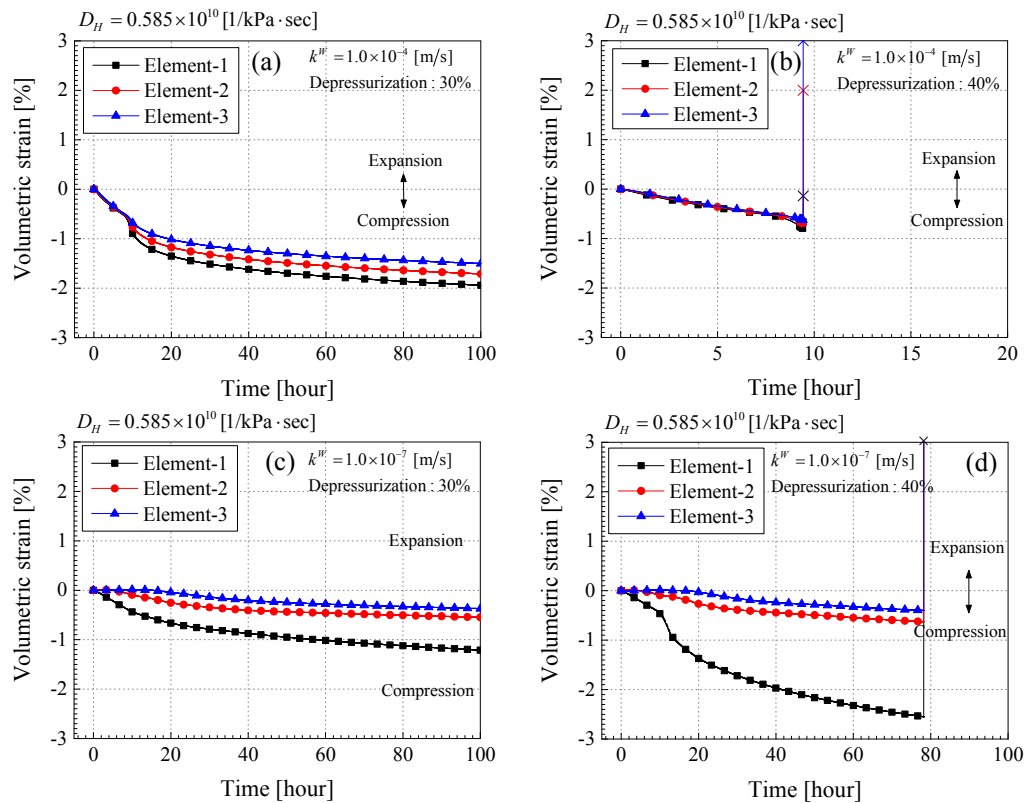 D_H = 0.585×10^10 [1/kPa·sec]
(a)
k^W = 1.0×10^-4 [m/s]
Depressurization : 30%
Element-1
Element-2
Element-3
Expansion
Compression
Volumetric strain [%]
3
2
1
0
-1
-2
-3
0 20 40 60 80 100
Time [hour]
D_H = 0.585×10^10 [1/kPa·sec]
(b)
k^W = 1.0×10^-4 [m/s]
Depressurization : 40%
Element-1
Element-2
Element-3
Expansion
Compression
Volumetric strain [%]
3
2
1
0
-1
-2
-3
0 5 10 15 20
Time [hour]
D_H = 0.585×10^10 [1/kPa·sec]
(c)
k^W = 1.0×10^-7 [m/s]
Depressurization : 30%
Element-1
Element-2
Element-3
Expansion
Compression
Volumetric strain [%]
3
2
1
0
-1
-2
-3
0 20 40 60 80 100
Time [hour]
D_H = 0.585×10^10 [1/kPa·sec]
(d)
k^W = 1.0×10^-7 [m/s]
Depressurization : 40%
Element-1
Element-2
Element-3
Expansion
Compression
Volumetric strain [%]
3
2
1
0
-1
-2
-3
0 20 40 60 80 100
Time [hour]